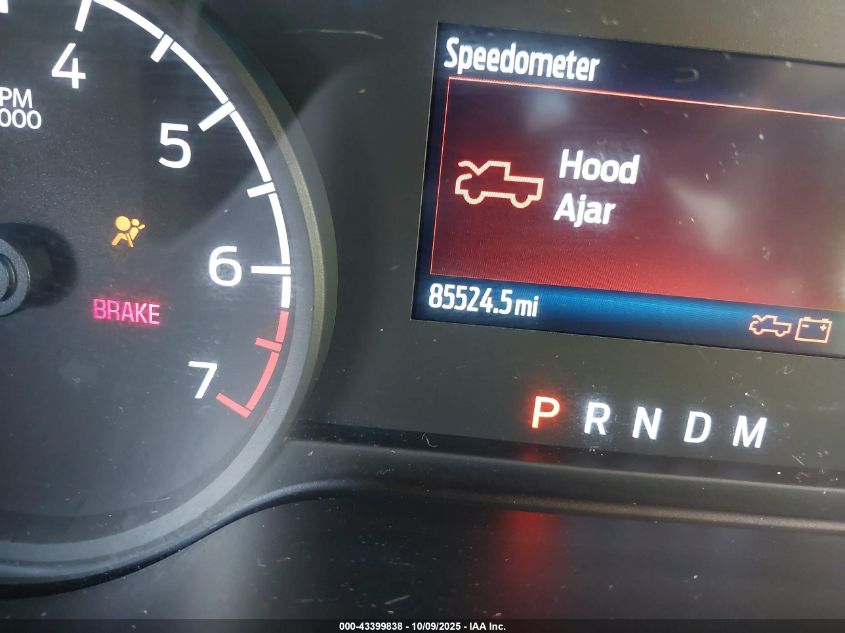 4
PM
000
5
6
7
BRAKE
Speedometer
Hood
Ajar
85524.5 mi
P R N D M
000-43399838 - 10/09/2025 - IAA Inc.